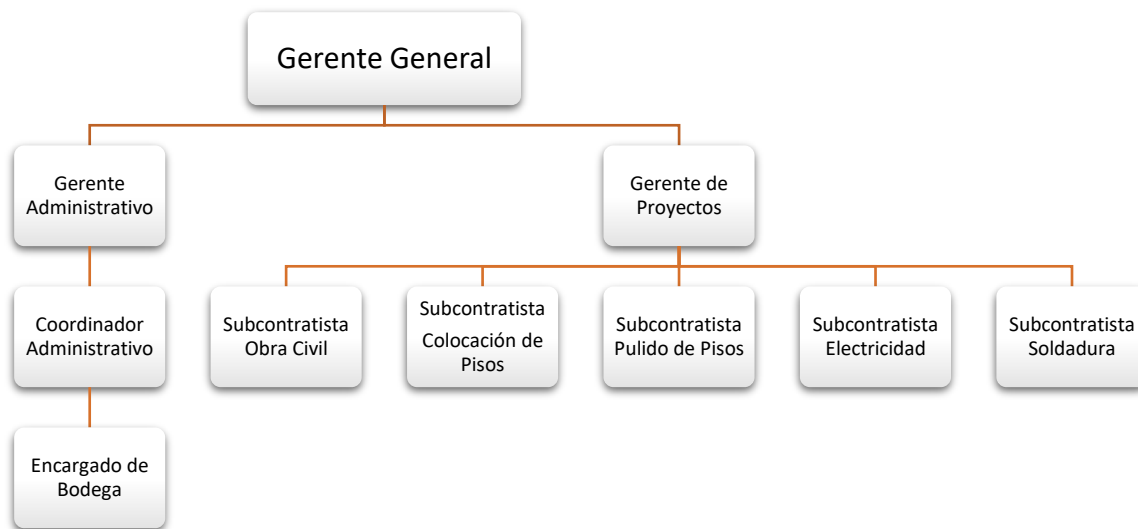 Gerente General
Gerente
Administrativo
Gerente de
Proyectos
Coordinador
Administrativo
Subcontratista
Obra Civil
Subcontratista
Colocación de
Pisos
Subcontratista
Pulido de Pisos
Subcontratista
Electricidad
Subcontratista
Soldadura
Encargado de
Bodega